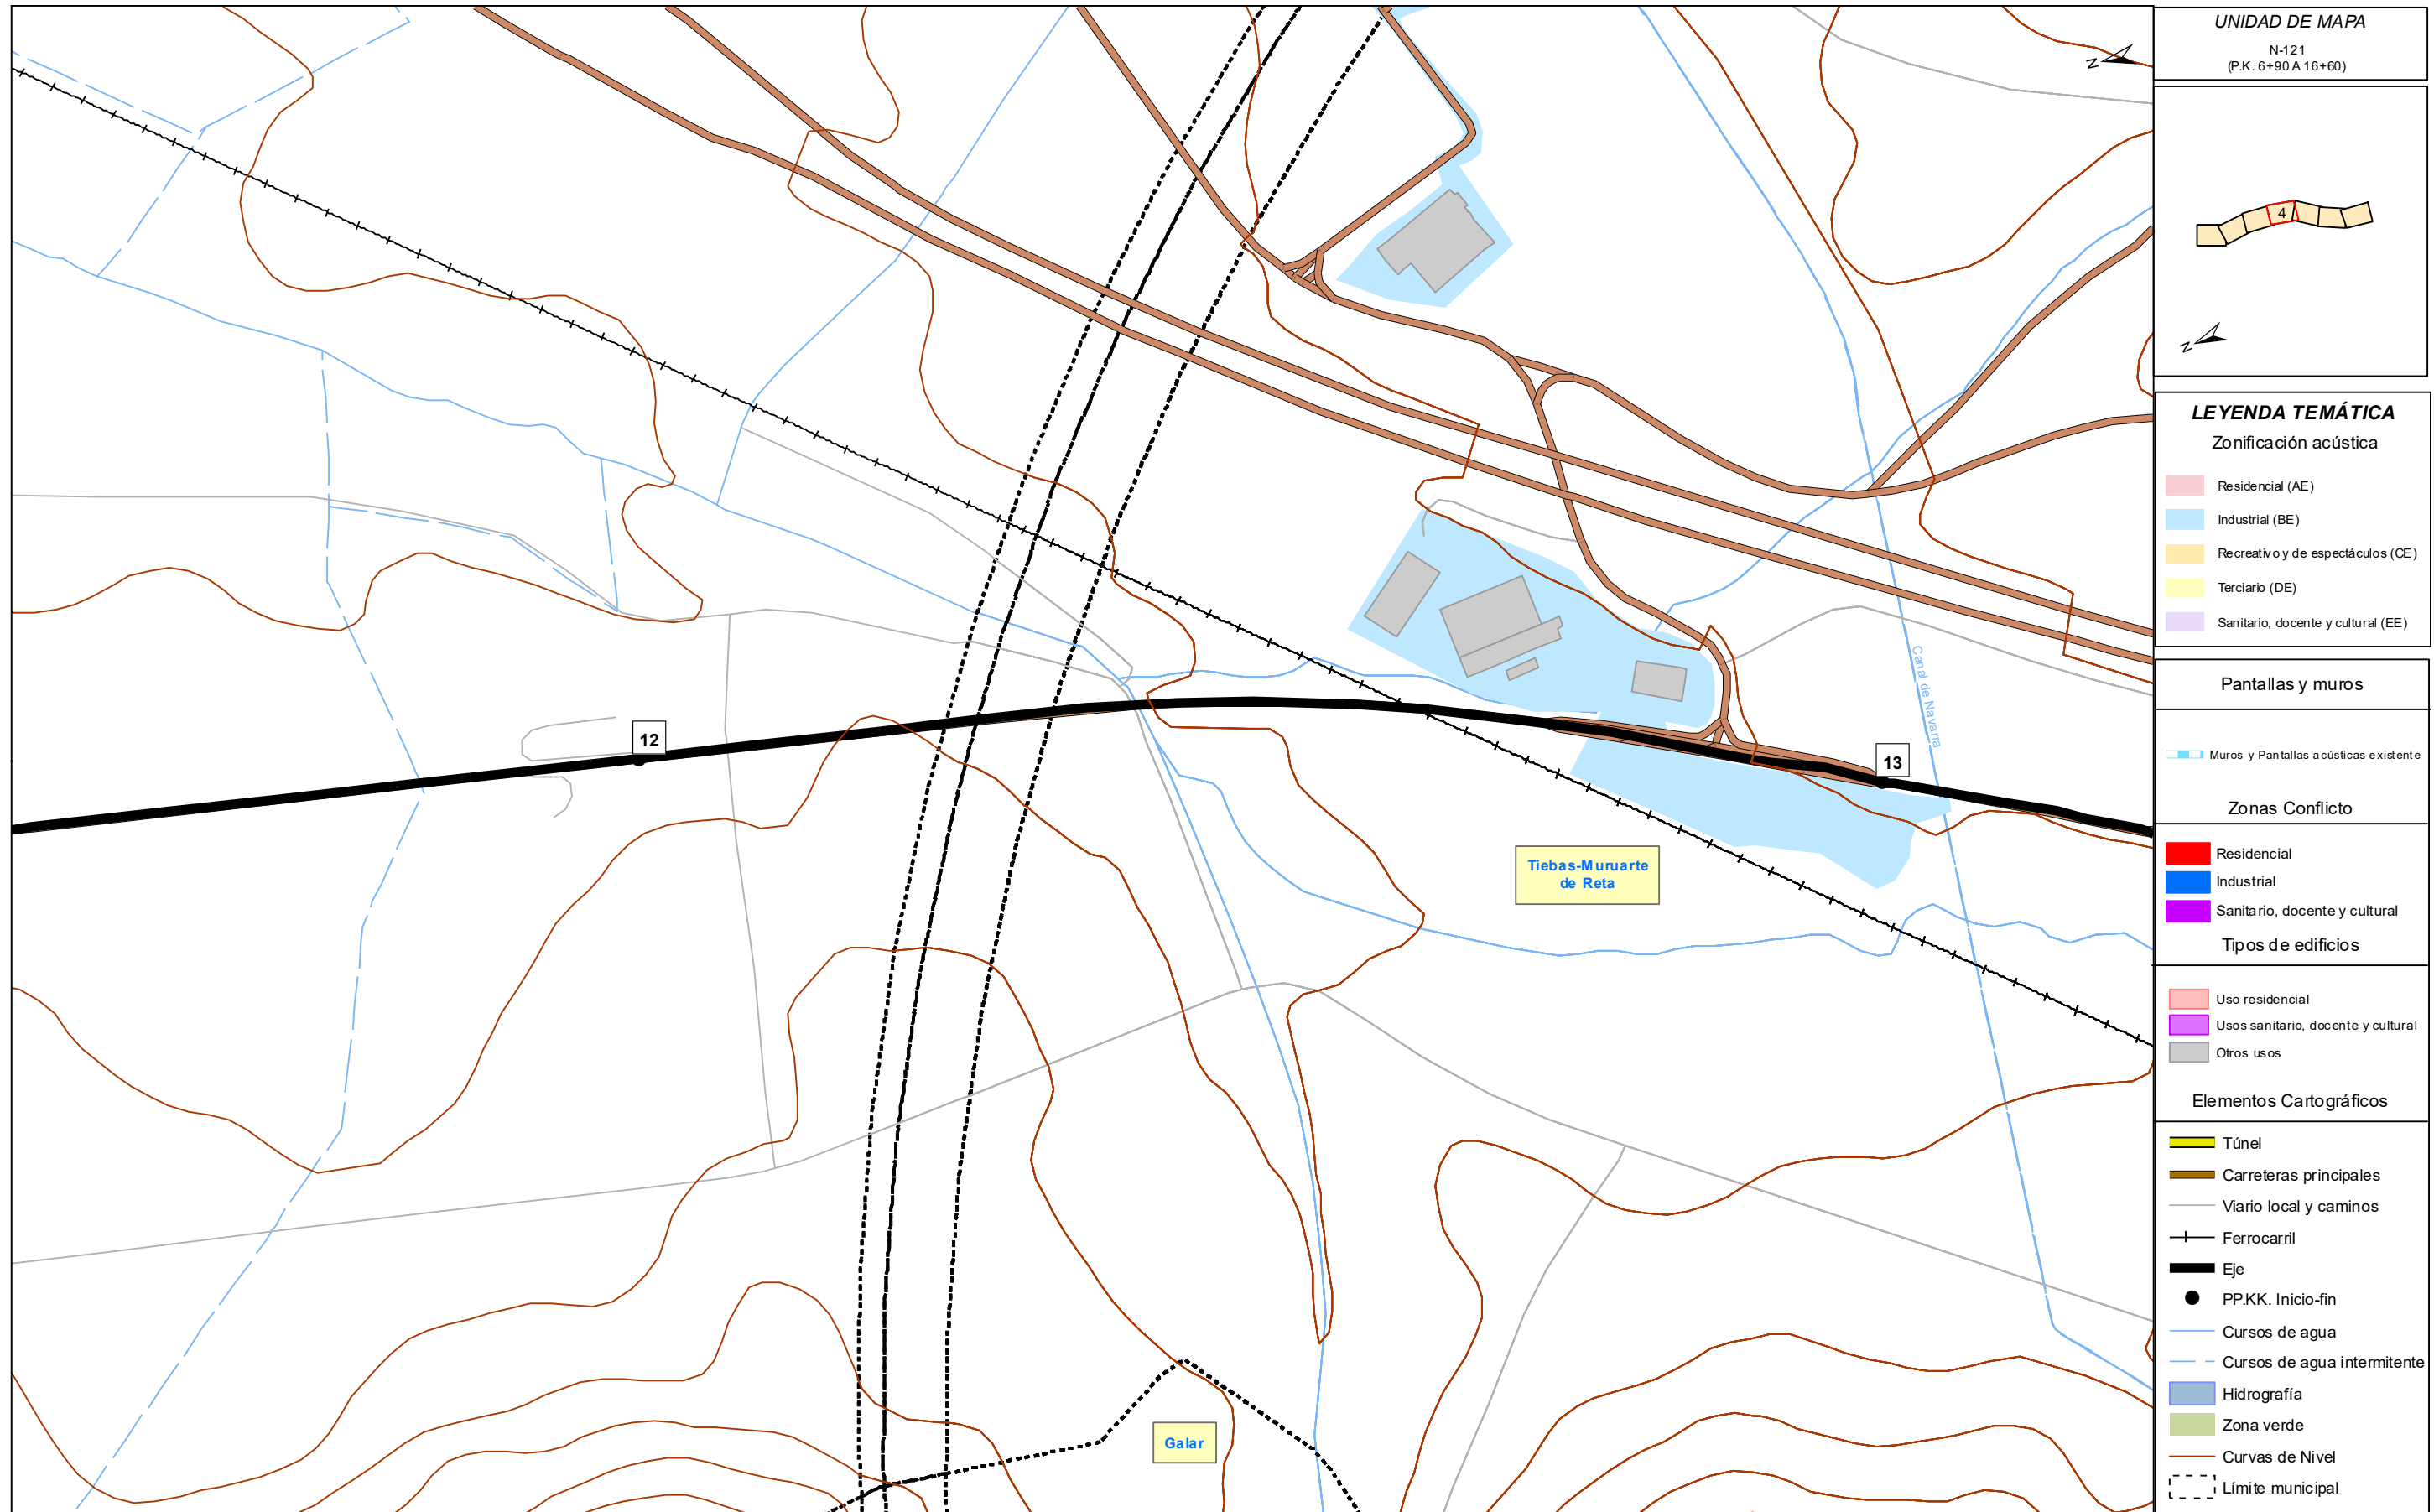 UNIDAD DE MAPA
N-121
(P.K. 6+90 A 16+60)
N
4
N
LEYENDA TEMÁTICA
Zonificación acústica
Residencial (AE)
Industrial (BE)
Recreativo y de espectáculos (CE)
Terciario (DE)
Sanitario, docente y cultural (EE)
Pantallas y muros
Muros y Pantallas acústicas existente
Zonas Conflicto
Residencial
Industrial
Sanitario, docente y cultural
Tipos de edificios
Uso residencial
Usos sanitario, docente y cultural
Otros usos
Elementos Cartográficos
Túnel
Carreteras principales
Viario local y caminos
Ferrocarril
Eje
PP.KK. Inicio-fin
Cursos de agua
Cursos de agua intermitente
Hidrografía
Zona verde
Curvas de Nivel
Límite municipal
12
13
Canal de Navarra
Tiebas-Muruarte
de Reta
Galar